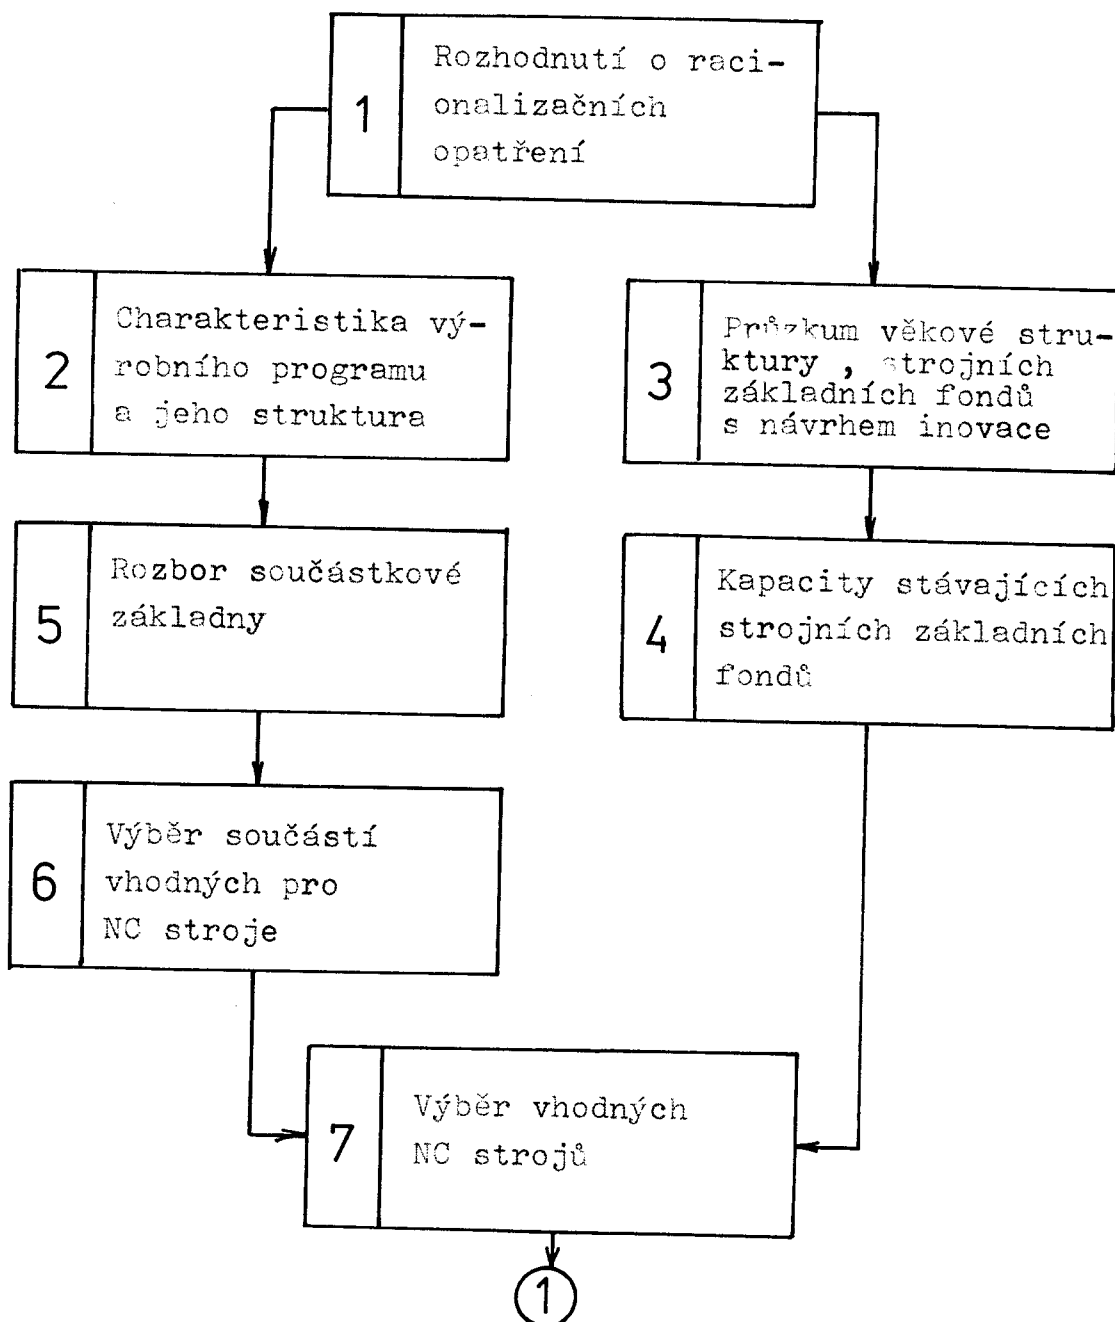 1
Rozhodnutí o raci-
onalizačních
opatření
2
Charakteristika vý-
robního programu
a jeho struktura
3
Průzkum věkové stru-
ktury , strojních
základních fondů
s návrhem inovace
5
Rozbor součástkové
základny
4
Kapacity stávajících
strojních základních
fondů
6
Výběr součástí
vhodných pro
NC stroje
7
Výběr vhodných
NC strojů
1